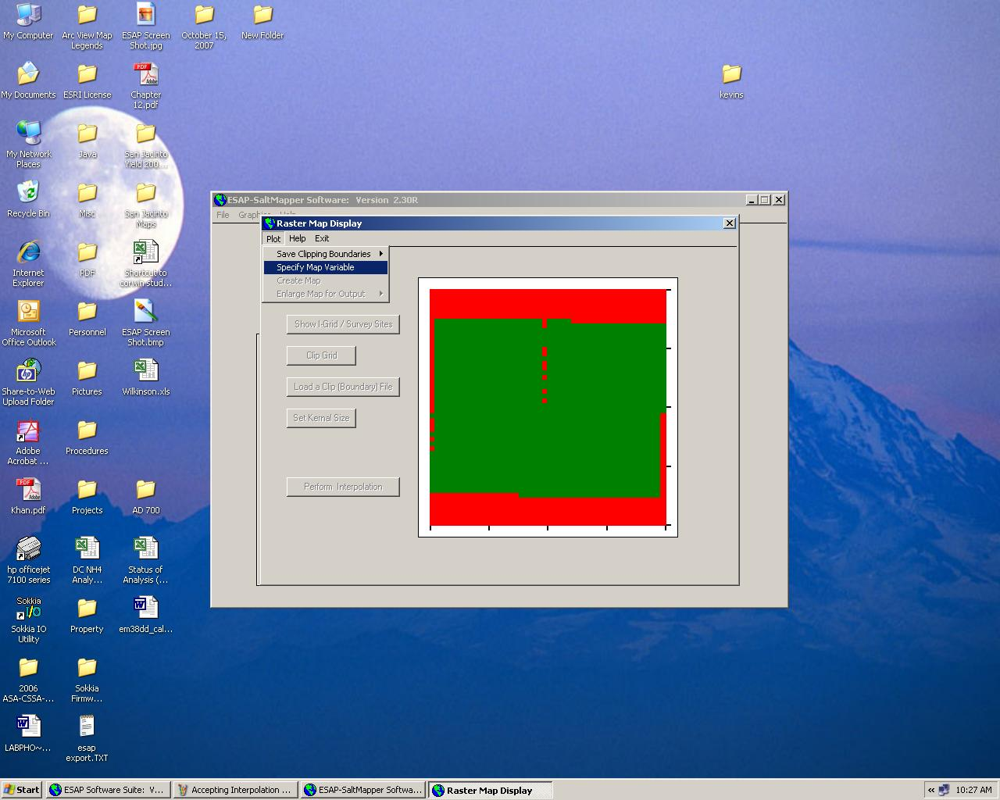 My Computer
Arc View Map
Legends
ESAP Screen
Shot.jpg
October 15,
2007
New Folder
My Documents
ESRI License
PDF
Adobe
Chapter
12.pdf
kevins
My Network
Places
Java
San Jacinto
Yield 200...
Recycle Bin
Misc
San Jacinto
Maps
Internet
Explorer
PDF
Shortcut to
corwin stud...
Microsoft
Office Outlook
Personnel
ESAP Screen
Shot.bmp
Share-to-Web
Upload Folder
Pictures
Wilkinson.xls
Adobe
Acrobat ...
Procedures
PDF
Adobe
Khan.pdf
Projects
AD 700
hp officejet
7100 series
DC NH4
Analy...
Status of
Analysis (...
Sokkia
I/O
Sokkia IO
Utility
Property
em38dd_cal...
2006
ASA-CSSA-...
Sokkia
Firmw...
LABPHO~...
esap
export.TXT
ESAP-SaltMapper Software: Version 2.30R
File Graphi Help
Raster Map Display
Plot Help Exit
Save Clipping Boundaries
Specify Map Variable
Create Map
Enlarge Map for Output
Show I-Grid / Survey Sites
Clip Grid
Load a Clip (Boundary) File
Set Kernal Size
Perform Interpolation
Start
ESAP Software Suite: V...
Accepting Interpolation ...
ESAP-SaltMapper Softwa...
Raster Map Display
10:27 AM